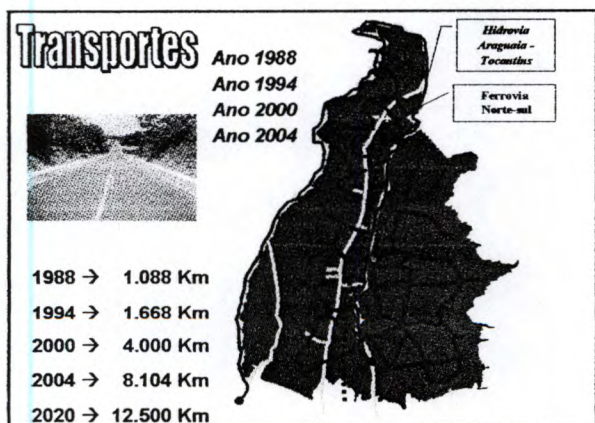 Transportes
Ano 1988
Ano 1994
Ano 2000
Ano 2004
Hidrovia
Araguaia -
Tocantins
Ferrovia
Norte-sul
1988 → 1.088 Km
1994 → 1.668 Km
2000 → 4.000 Km
2004 → 8.104 Km
2020 → 12.500 Km